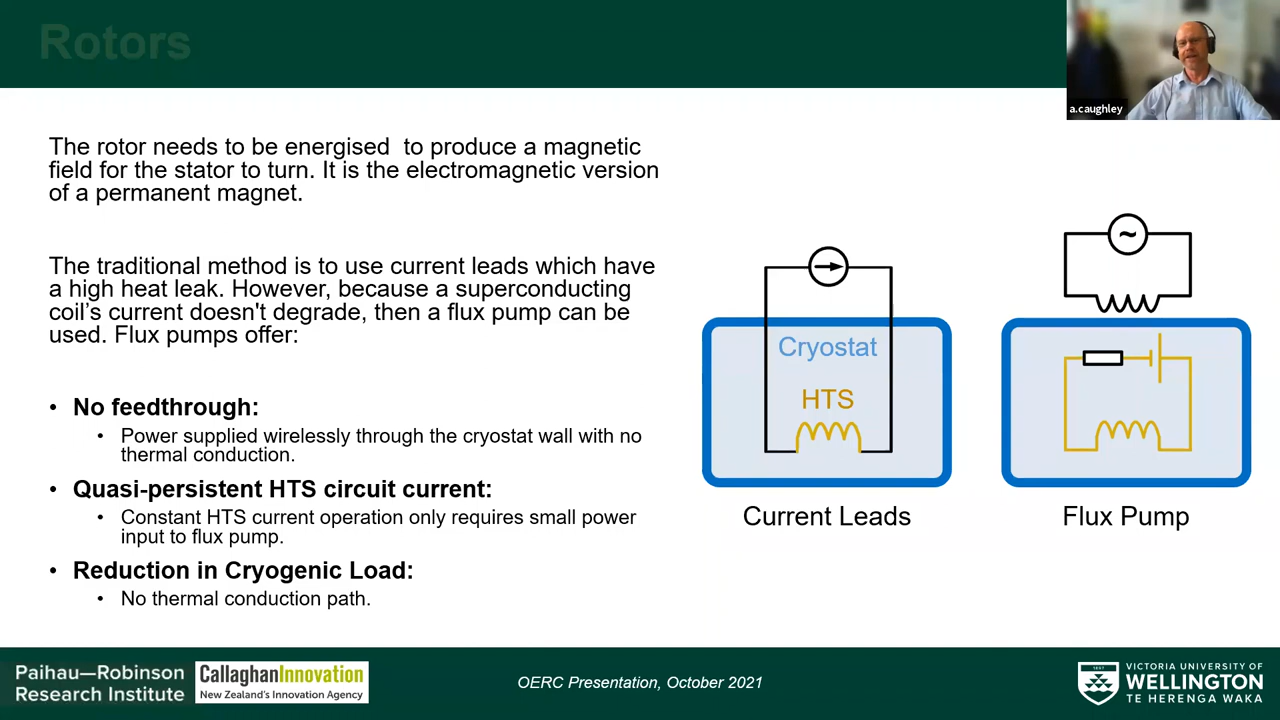 Rotors
a.caughley
The rotor needs to be energised  to produce a magnetic
field for the stator to turn. It is the electromagnetic version
of a permanent magnet.
The traditional method is to use current leads which have
a high heat leak. However, because a superconducting
coil's current doesn't degrade, then a flux pump can be
used. Flux pumps offer:
• No feedthrough:
• Power supplied wirelessly through the cryostat wall with no
thermal conduction.
• Quasi-persistent HTS circuit current:
• Constant HTS current operation only requires small power
input to flux pump.
• Reduction in Cryogenic Load:
• No thermal conduction path.
Cryostat
HTS
Current Leads
~
Flux Pump
Paihau—Robinson
Research Institute
CallaghanInnovation
New Zealand's Innovation Agency
OERC Presentation, October 2021
1897
VICTORIA UNIVERSITY OF
WELLINGTON
TE HERENGA WAKA